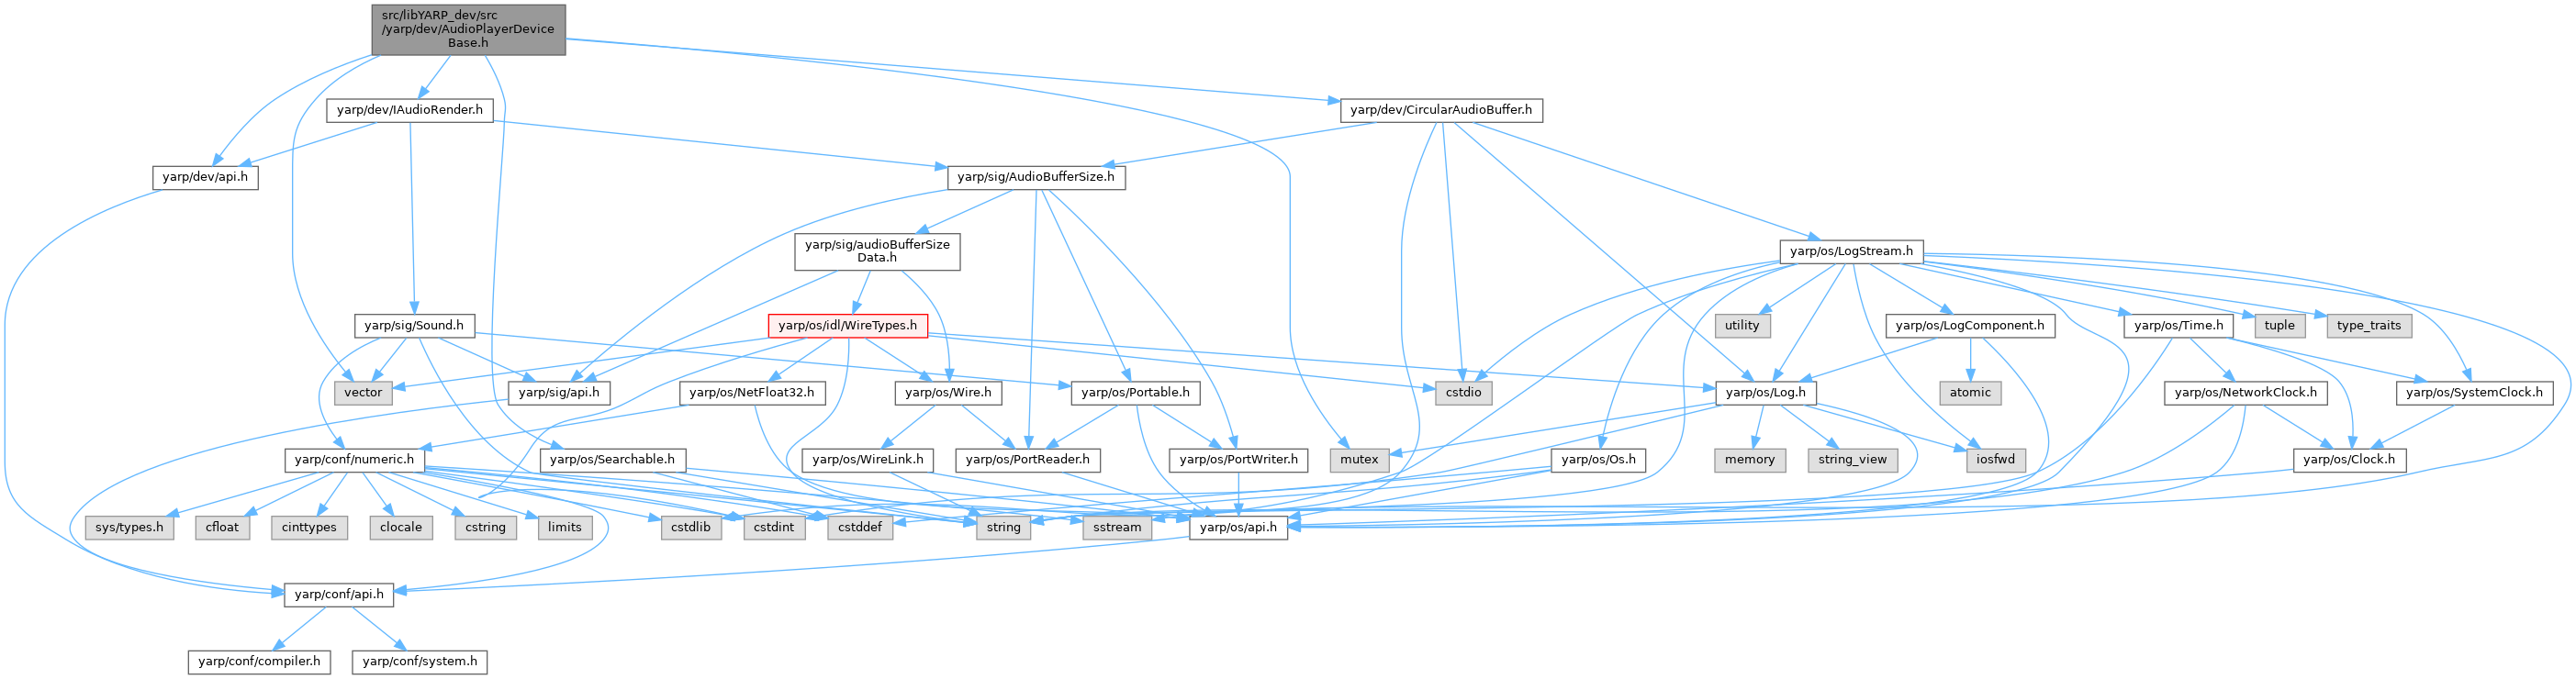 src/libYARP_dev/src
/yarp/dev/AudioPlayerDevice
Base.h
yarp/dev/IAudioRender.h
yarp/dev/CircularAudioBuffer.h
yarp/dev/api.h
yarp/sig/AudioBufferSize.h
yarp/sig/audioBufferSize
Data.h
yarp/os/LogStream.h
yarp/sig/Sound.h
yarp/os/idl/WireTypes.h
utility
yarp/os/LogComponent.h
yarp/os/Time.h
tuple
type_traits
vector
yarp/sig/api.h
yarp/os/NetFloat32.h
yarp/os/Wire.h
yarp/os/Portable.h
cstdio
yarp/os/Log.h
atomic
yarp/os/NetworkClock.h
yarp/os/SystemClock.h
yarp/conf/numeric.h
yarp/os/Searchable.h
yarp/os/WireLink.h
yarp/os/PortReader.h
yarp/os/PortWriter.h
mutex
yarp/os/Os.h
memory
string_view
iosfwd
yarp/os/Clock.h
sys/types.h
cfloat
cinttypes
clocale
cstring
limits
cstdlib
cstdint
cstddef
string
sstream
yarp/os/api.h
yarp/conf/api.h
yarp/conf/compiler.h
yarp/conf/system.h